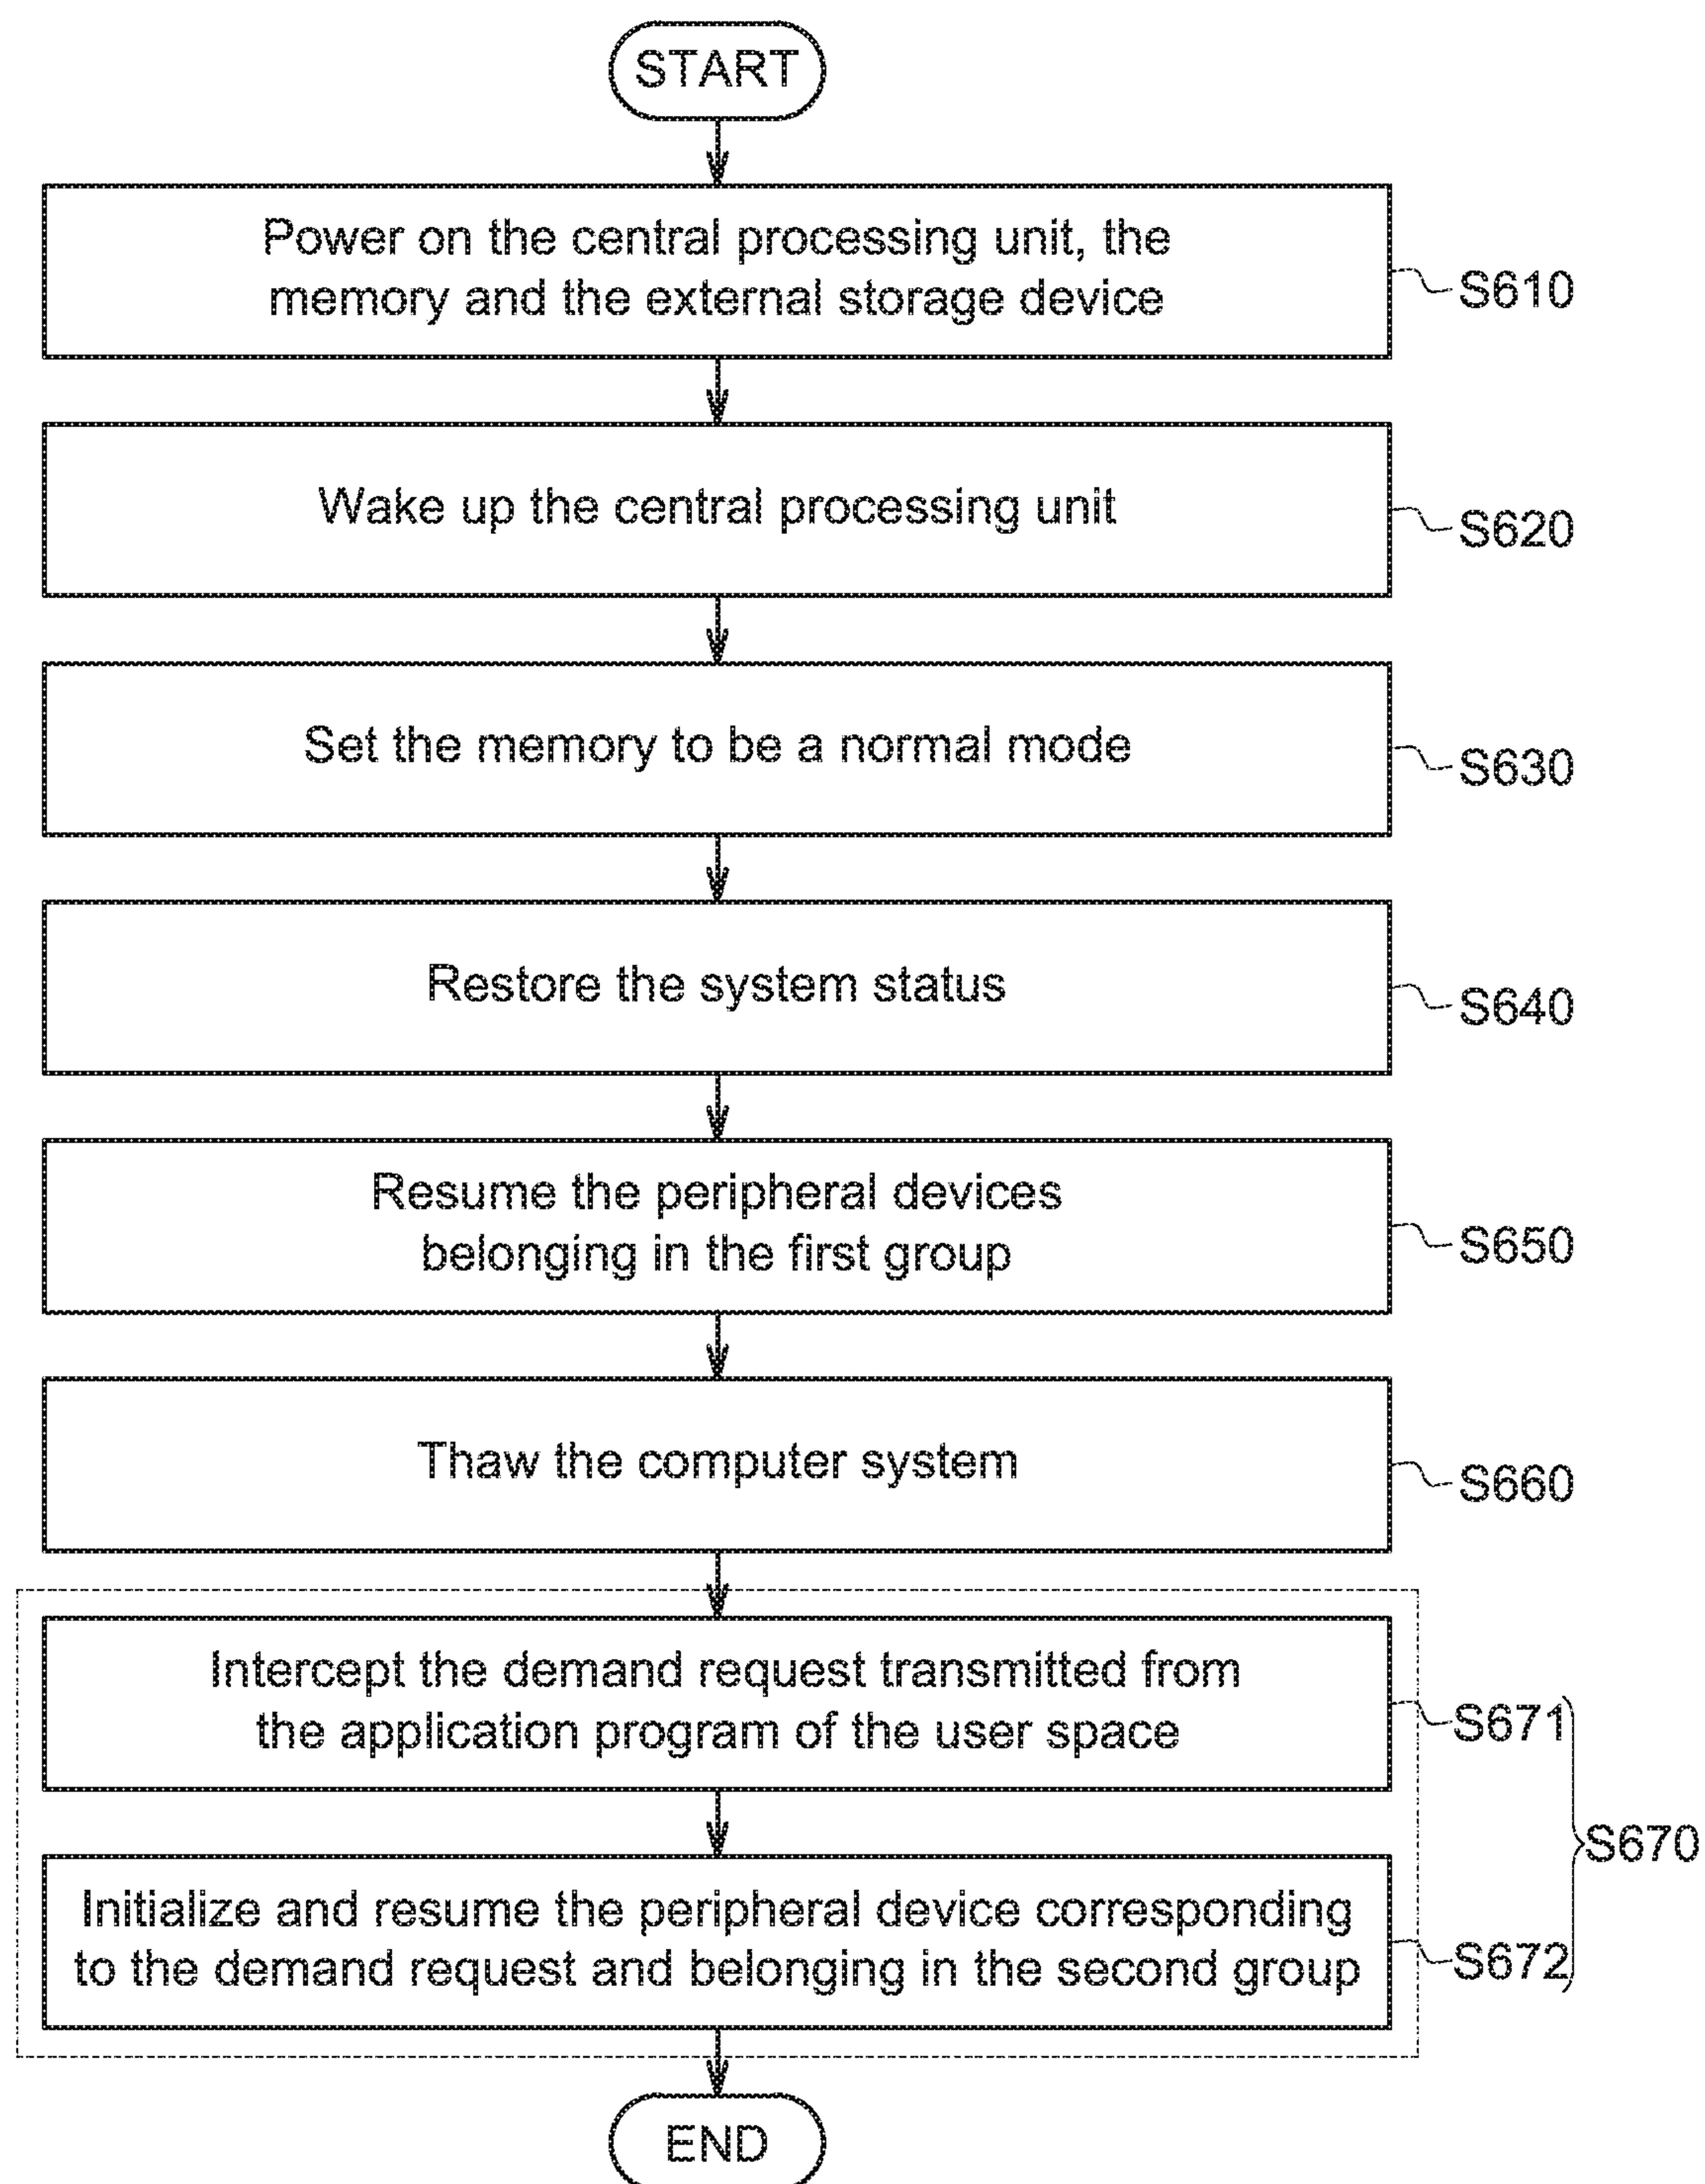 START
Power on the central processing unit, the
memory and the external storage device
S610
Wake up the central processing unit
S620
Set the memory to be a normal mode
S630
Restore the system status
S640
Resume the peripheral devices
belonging in the first group
S650
Thaw the computer system
S660
Intercept the demand request transmitted from
the application program of the user space
S671
S670
Initialize and resume the peripheral device corresponding
to the demand request and belonging in the second group
S672
END